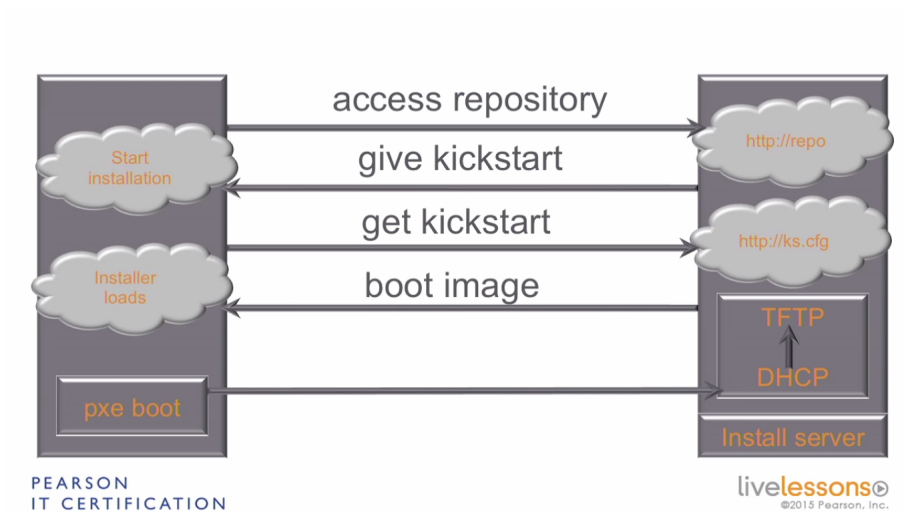 access repository
Start
installation
http://repo
give kickstart
get kickstart
http://ks.cfg
Installer
loads
boot image
TFTP
DHCP
pxe boot
Install server
PEARSON
IT CERTIFICATION
livelessons
©2015 Pearson, Inc.